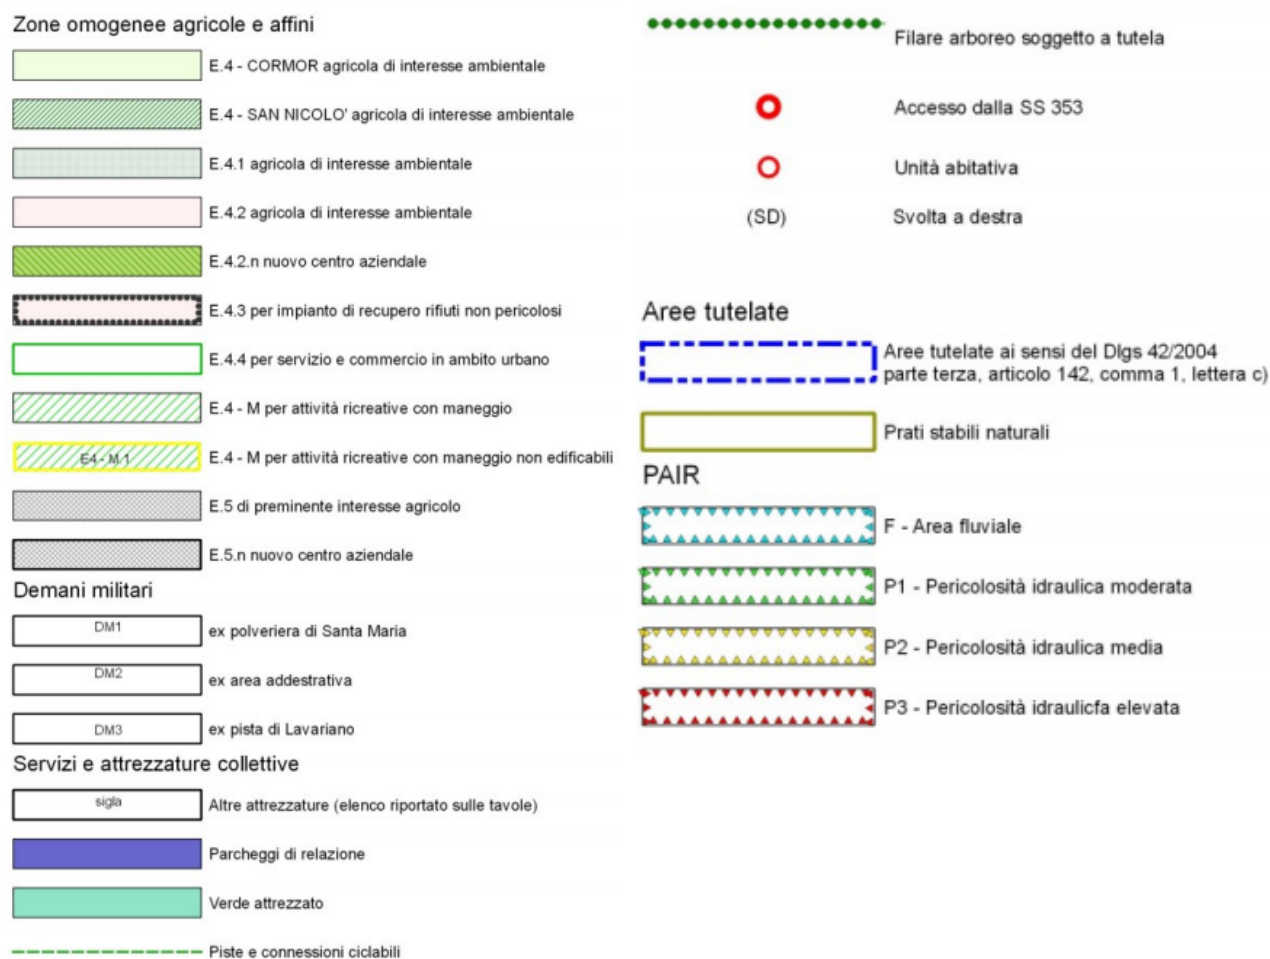 Zone omogenee agricole e affini
E.4 - CORMOR agricola di interesse ambientale
E.4 - SAN NICOLO' agricola di interesse ambientale
E.4.1 agricola di interesse ambientale
E.4.2 agricola di interesse ambientale
E.4.2.n nuovo centro aziendale
E.4.3 per impianto di recupero rifiuti non pericolosi
E.4.4 per servizio e commercio in ambito urbano
E.4 - M per attività ricreative con maneggio
E4 - M.1 E.4 - M per attività ricreative con maneggio non edificabili
E.5 di preminente interesse agricolo
E.5.n nuovo centro aziendale
Demani militari
DM1 ex polveriera di Santa Maria
DM2 ex area addestrativa
DM3 ex pista di Lavariano
Servizi e attrezzature collettive
sigla Altre attrezzature (elenco riportato sulle tavole)
Parcheggi di relazione
Verde attrezzato
Piste e connessioni ciclabili
Filare arboreo soggetto a tutela
Accesso dalla SS 353
Unità abitativa
(SD) Svolta a destra
Aree tutelate
Aree tutelate ai sensi del Dlgs 42/2004
parte terza, articolo 142, comma 1, lettera c)
Prati stabili naturali
PAIR
F - Area fluviale
P1 - Pericolosità idraulica moderata
P2 - Pericolosità idraulica media
P3 - Pericolosità idraulicfa elevata